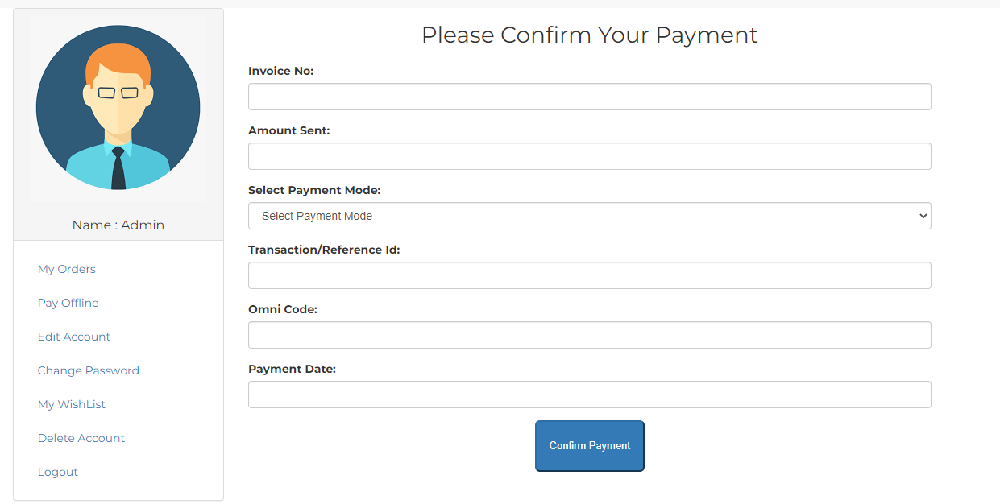 Name : Admin
My Orders
Pay Offline
Edit Account
Change Password
My WishList
Delete Account
Logout
Please Confirm Your Payment
Invoice No:
Amount Sent:
Select Payment Mode:
Select Payment Mode
Transaction/Reference Id:
Omni Code:
Payment Date:
Confirm Payment